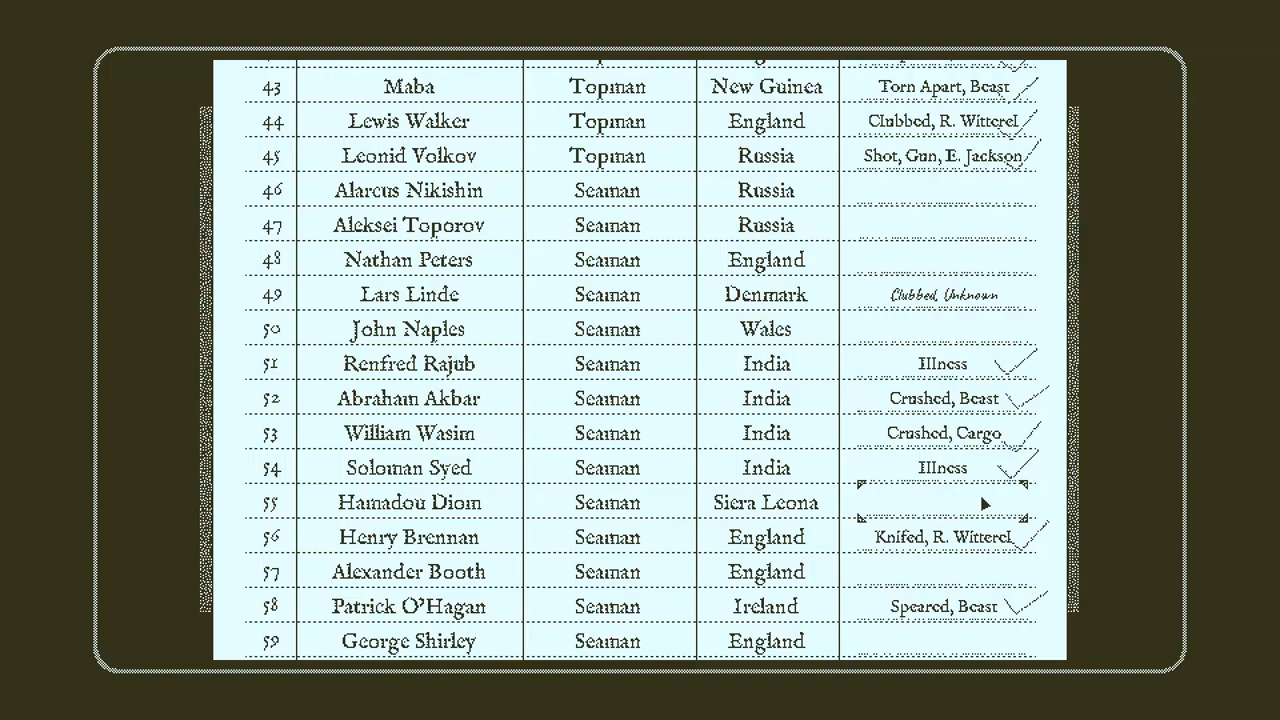 43 Maba Topman New Guinea Torn Apart, Beast
44 Lewis Walker Topman England Clubbed, R. Witterel
45 Leonid Volkov Topman Russia Shot, Gun, E. Jackson
46 Alarcus Nikishin Seaman Russia
47 Aleksei Toporov Seaman Russia
48 Nathan Peters Seaman England
49 Lars Linde Seaman Denmark Clubbed, Unknown
50 John Naples Seaman Wales
51 Renfred Rajub Seaman India Illness
52 Abraham Akbar Seaman India Crushed, Beast
53 William Wasim Seaman India Crushed, Cargo
54 Soloman Syed Seaman India Illness
55 Hamadou Diom Seaman Siera Leona
56 Henry Brennan Seaman England Knifed, R. Witterel
57 Alexander Booth Seaman England
58 Patrick O'Hagan Seaman Ireland Speared, Beast
59 George Shirley Seaman England